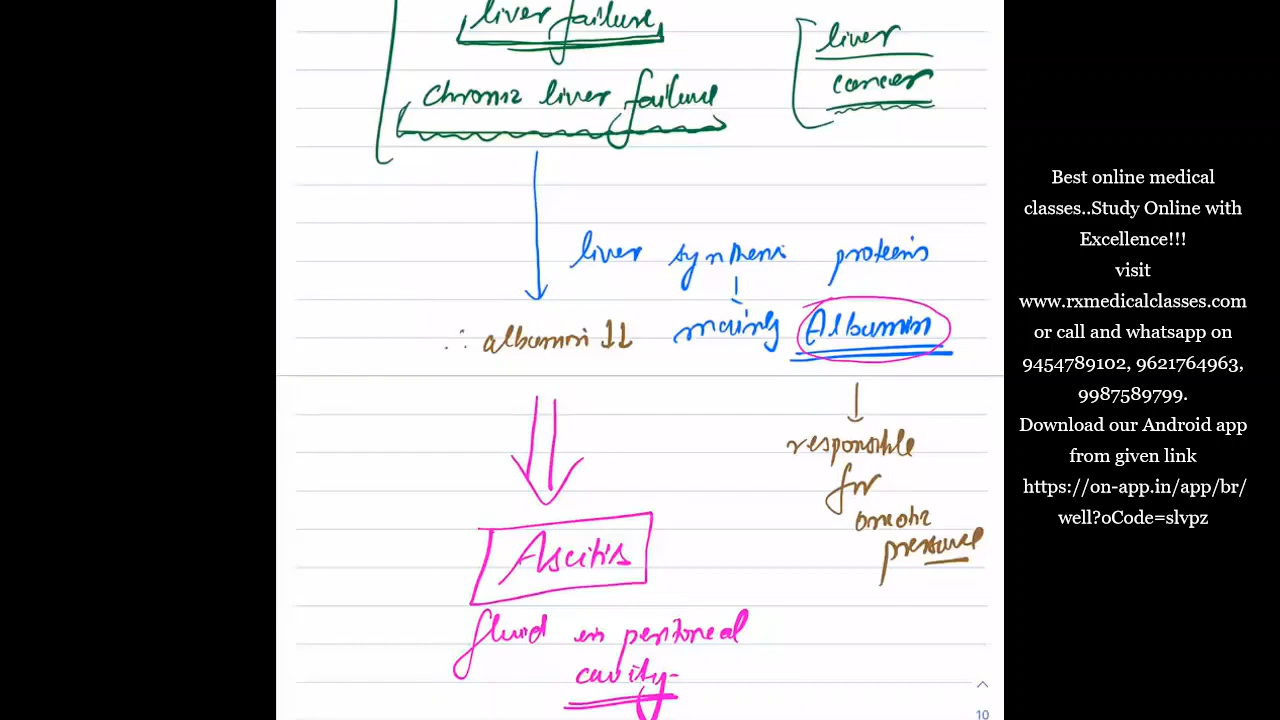 liver failure
chronic liver failure
liver
cancer
liver synthesis proteins
mainly Albumin
∴ albumin ↓↓
responsible
for
oncotic
pressure
Ascitis
fluid in peritoneal
cavity
10
Best online medical
classes..Study Online with
Excellence!!!
visit
www.rxmedicalclasses.com
or call and whatsapp on
9454789102, 9621764963,
9987589799.
Download our Android app
from given link
https://on-app.in/app/br/
well?oCode=slvpz